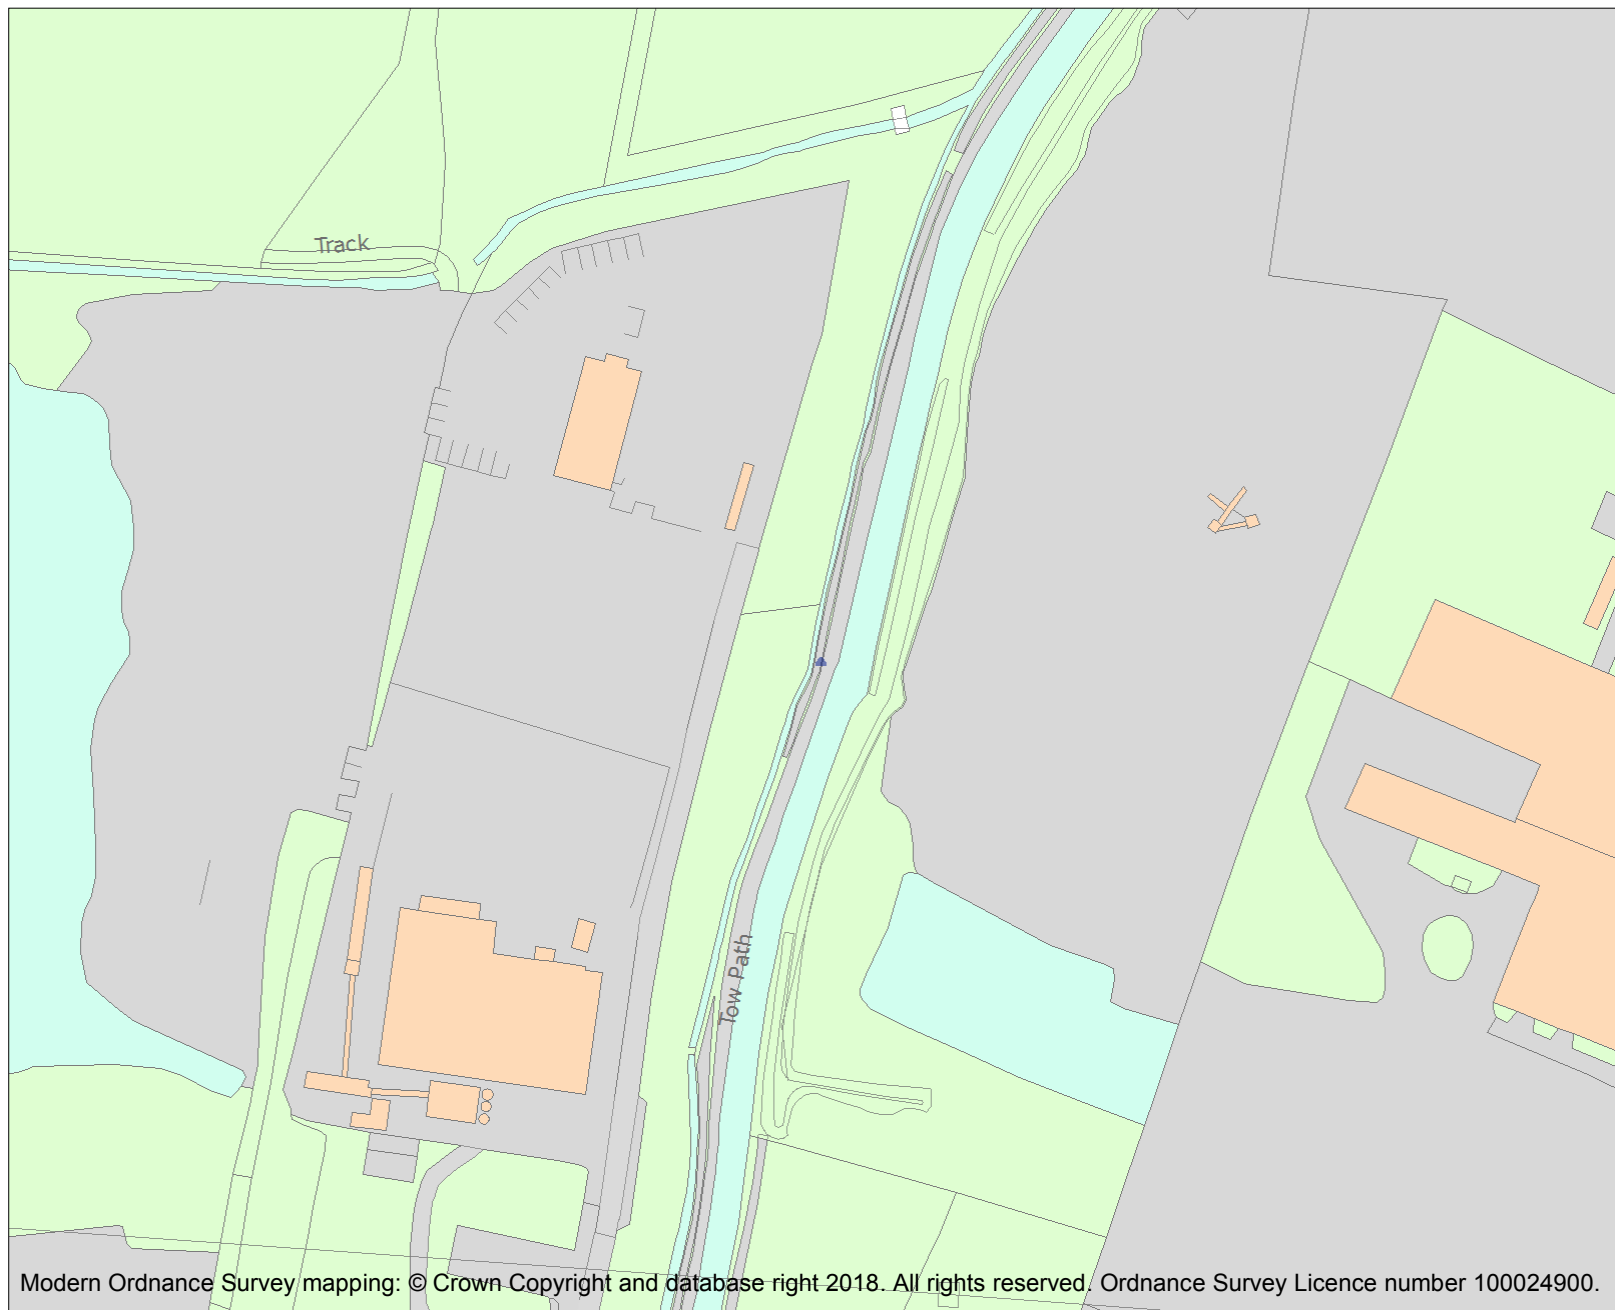 Track
Tow Path
Modern Ordnance Survey mapping: © Crown Copyright and database right 2018. All rights reserved. Ordnance Survey Licence number 100024900.